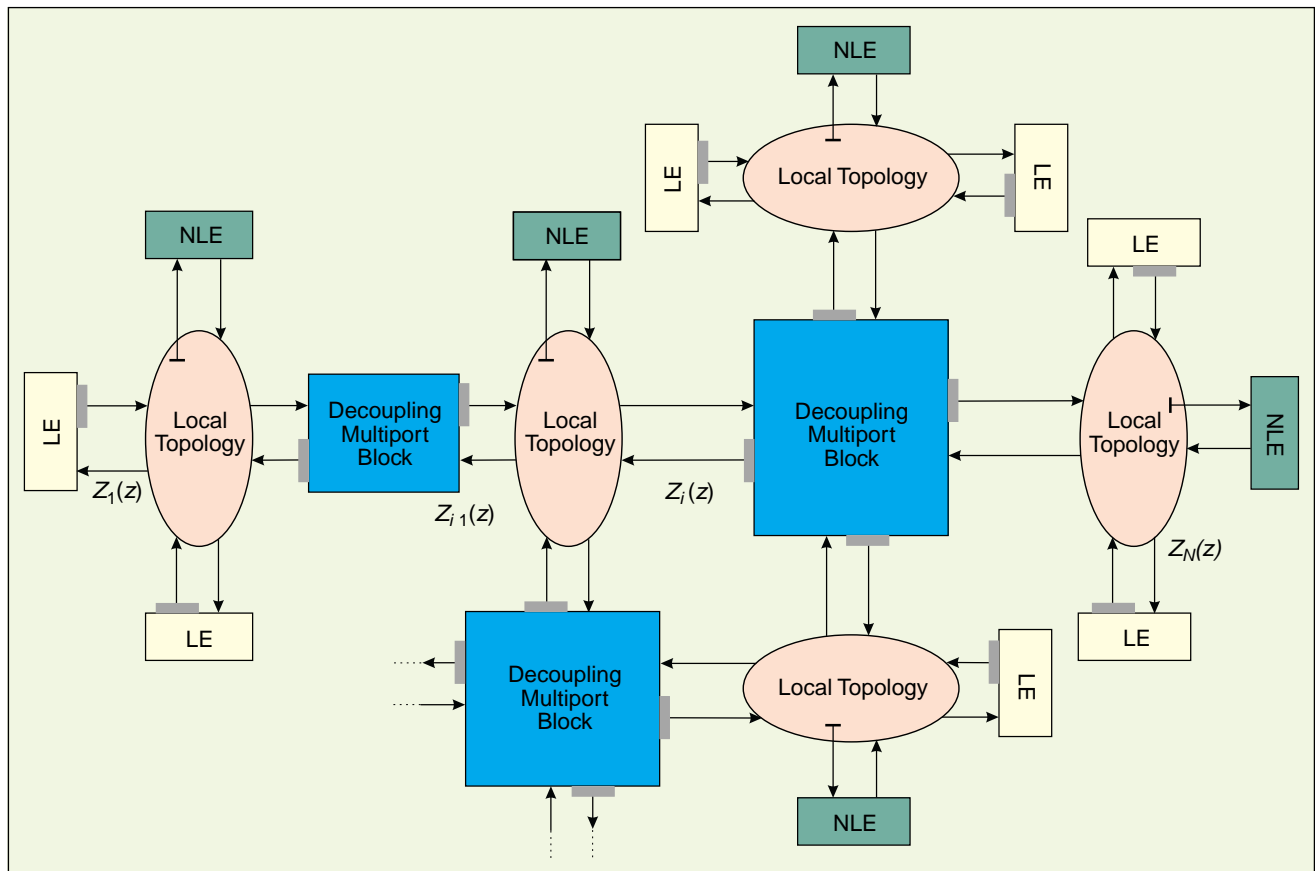 NLE
LE
Local Topology
LE
NLE
NLE
LE
LE
Local
Topology
Decoupling
Multiport
Block
Local
Topology
Decoupling
Multiport
Block
Local
Topology
NLE
Z1(z)
Zi 1(z)
Zi(z)
ZN(z)
LE
Decoupling
Multiport
Block
Local Topology
LE
LE
NLE